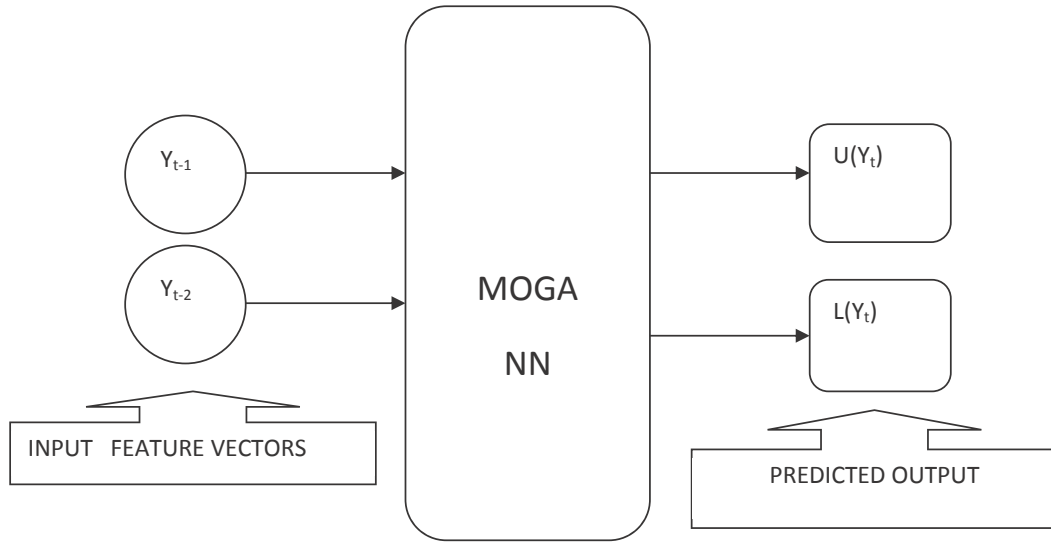 Yt-1
U(Yt)
Yt-2
MOGA
L(Yt)
NN
INPUT FEATURE VECTORS
PREDICTED OUTPUT